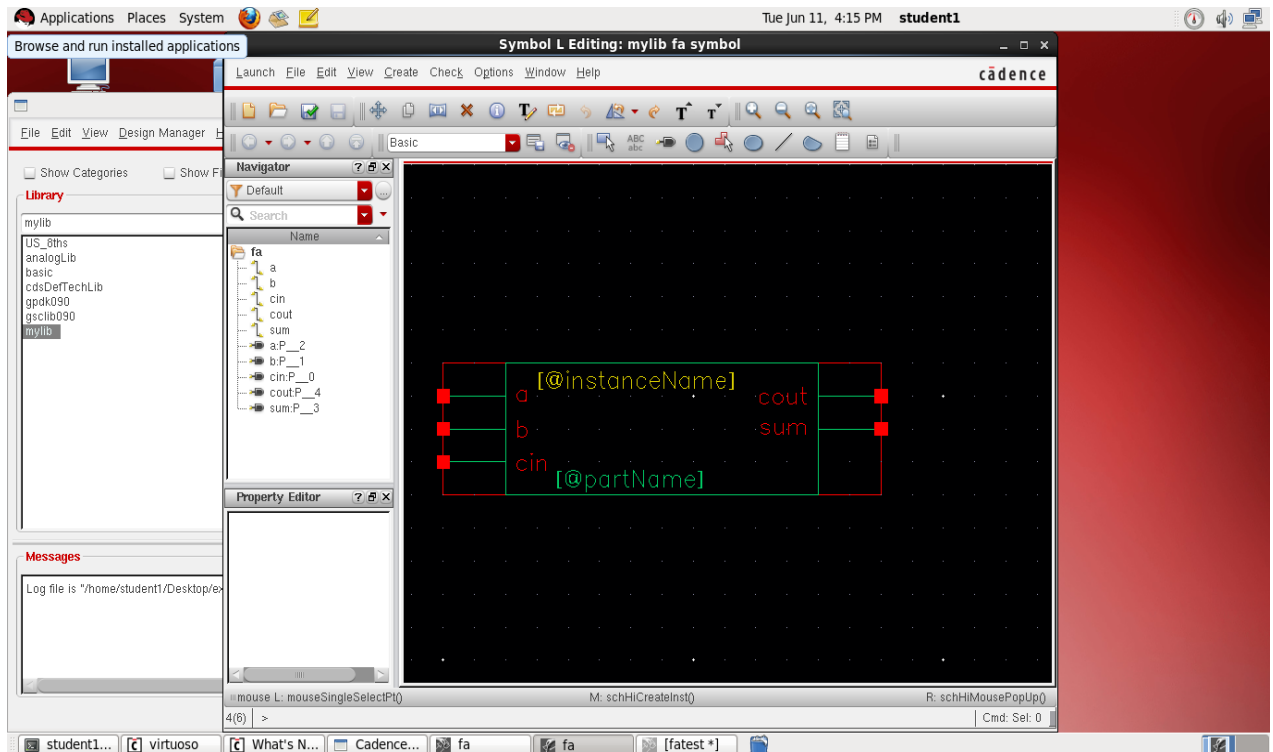 Applications Places System Tue Jun 11, 4:15 PM student1
Browse and run installed applications
Symbol L Editing: mylib fa symbol
Launch File Edit View Create Check Options Window Help
cādence
Basic
ABC
abc
File Edit View Design Manager H
Show Categories Show Fi
Library
mylib
US_8ths
analogLib
basic
cdsDefTechLib
gpdk090
gsclib090
mylib
Messages
Log file is "/home/student1/Desktop/ex
Navigator
Default
Search
Name
fa
a
b
cin
cout
sum
a:P__2
b:P__1
cin:P__0
cout:P__4
sum:P__3
Property Editor
[@instanceName]
a
b
cin
cout
sum
[@partName]
mouse L: mouseSingleSelectPt() M: schHiCreateInst() R: schHiMousePopUp()
4(6) > Cmd: Sel: 0
student1... virtuoso What's N... Cadence... fa fa [fatest *]